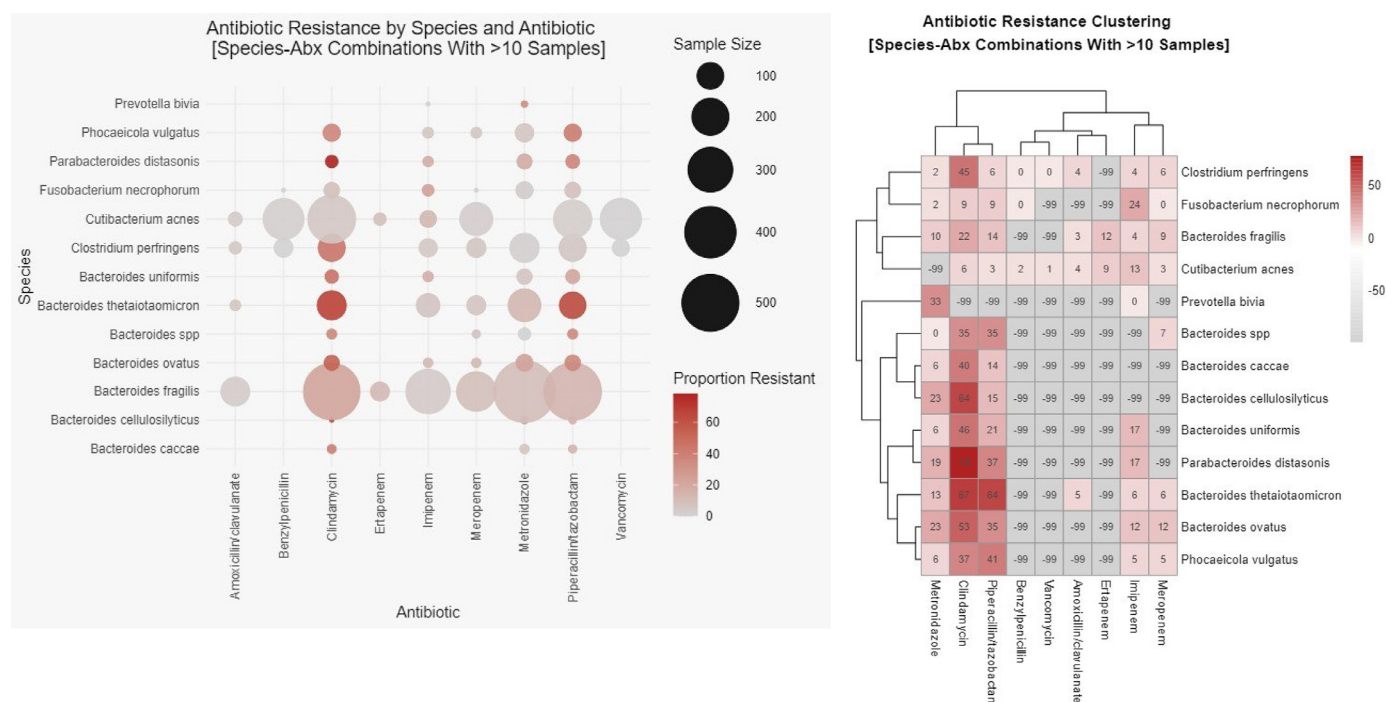 Antibiotic Resistance by Species and Antibiotic
[Species-Abx Combinations With >10 Samples]
Species
Prevotella bivia
Phocaeicola vulgatus
Parabacteroides distasonis
Fusobacterium necrophorum
Cutibacterium acnes
Clostridium perfringens
Bacteroides uniformis
Bacteroides thetaiotaomicron
Bacteroides spp
Bacteroides ovatus
Bacteroides fragilis
Bacteroides cellulosilyticus
Bacteroides caccae
Amoxicillin/clavulanate
Benzylpenicillin
Clindamycin
Ertapenem
Imipenem
Meropenem
Metronidazole
Piperacillin/tazobactam
Vancomycin
Antibiotic
Sample Size
100
200
300
400
500
Proportion Resistant
60
40
20
0
Antibiotic Resistance Clustering
[Species-Abx Combinations With >10 Samples]
2 45 6 0 0 4 -99 4 6 Clostridium perfringens
2 9 9 0 -99 -99 -99 24 0 Fusobacterium necrophorum
10 22 14 -99 -99 3 12 4 9 Bacteroides fragilis
-99 6 3 2 1 4 9 13 3 Cutibacterium acnes
33 -99 -99 -99 -99 -99 -99 0 -99 Prevotella bivia
0 35 35 -99 -99 -99 -99 -99 7 Bacteroides spp
6 40 14 -99 -99 -99 -99 -99 -99 Bacteroides caccae
23 64 15 -99 -99 -99 -99 -99 -99 Bacteroides cellulosilyticus
6 46 21 -99 -99 -99 -99 17 -99 Bacteroides uniformis
19 37 -99 -99 -99 -99 17 -99 Parabacteroides distasonis
13 67 64 -99 -99 5 -99 6 6 Bacteroides thetaiotaomicron
23 53 35 -99 -99 -99 -99 12 12 Bacteroides ovatus
6 37 41 -99 -99 -99 -99 5 5 Phocaeicola vulgatus
Metronidazole
Clindamycin
Piperacillin/tazobactan
Benzylpenicillin
Vancomycin
Amoxicillin/clavulanate
Ertapenem
Imipenem
Meropenem
50
0
-50